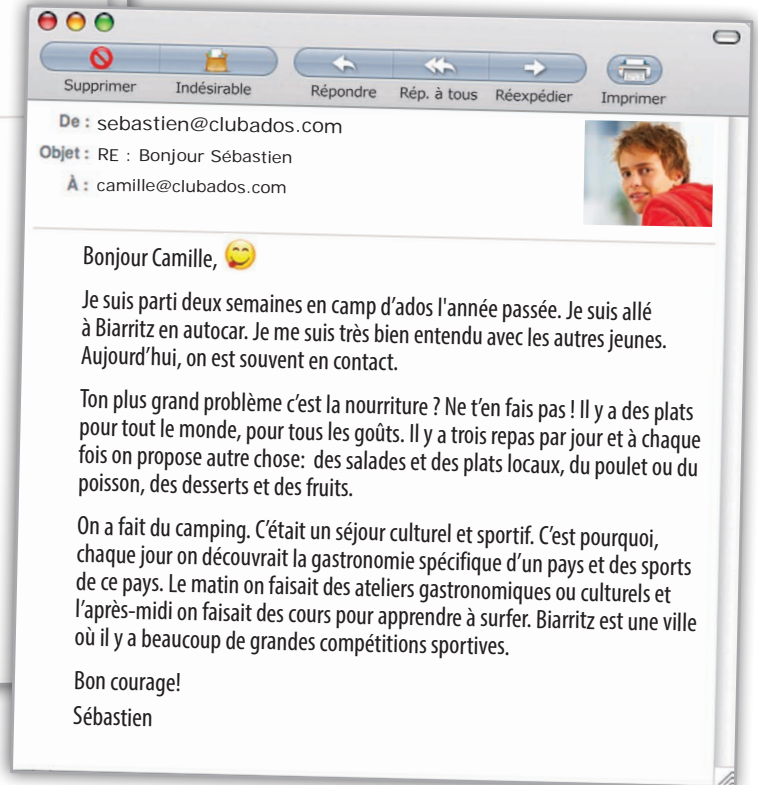 Supprimer Indésirable Répondre Rép. à tous Réexpédier Imprimer
De : sebastien@clubados.com
Objet : RE : Bonjour Sébastien
À : camille@clubados.com
Bonjour Camille,
Je suis parti deux semaines en camp d'ados l'année passée. Je suis allé
à Biarritz en autocar. Je me suis très bien entendu avec les autres jeunes.
Aujourd'hui, on est souvent en contact.
Ton plus grand problème c'est la nourriture ? Ne t'en fais pas ! Il y a des plats
pour tout le monde, pour tous les goûts. Il y a trois repas par jour et à chaque
fois on propose autre chose: des salades et des plats locaux, du poulet ou du
poisson, des desserts et des fruits.
On a fait du camping. C'était un séjour culturel et sportif. C'est pourquoi,
chaque jour on découvrait la gastronomie spécifique d'un pays et des sports
de ce pays. Le matin on faisait des ateliers gastronomiques ou culturels et
l'après-midi on faisait des cours pour apprendre à surfer. Biarritz est une ville
où il y a beaucoup de grandes compétitions sportives.
Bon courage!
Sébastien